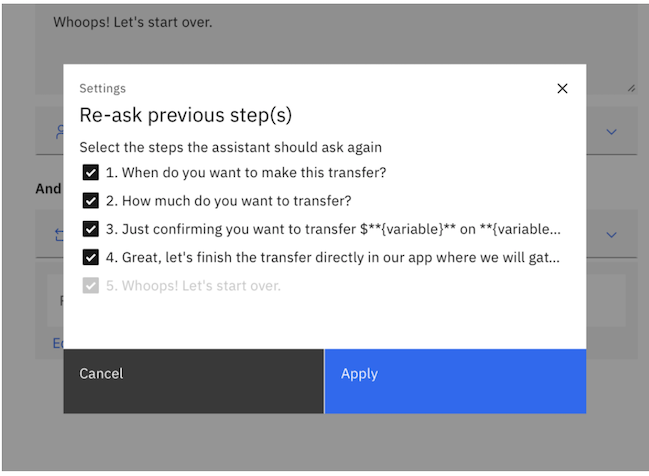 Whoops! Let's start over.
Settings
Re-ask previous step(s)
Select the steps the assistant should ask again
1. When do you want to make this transfer?
2. How much do you want to transfer?
3. Just confirming you want to transfer $**{variable}** on **{variable...
4. Great, let's finish the transfer directly in our app where we will gat...
5. Whoops! Let's start over.
And
Cancel
Apply